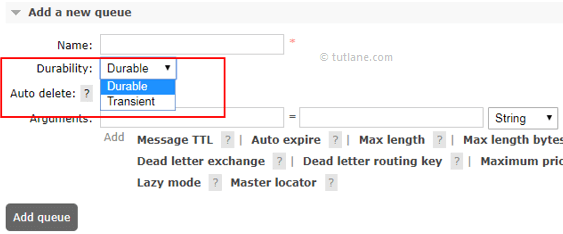 Add a new queue
Name: *
© tutlane.com
Durability: Durable
Durable
Auto delete: ?
Transient
Arguments: = String
Add Message TTL ? | Auto expire ? | Max length ? | Max length bytes
Dead letter exchange ? | Dead letter routing key ? | Maximum prio
Lazy mode ? Master locator ?
Add queue